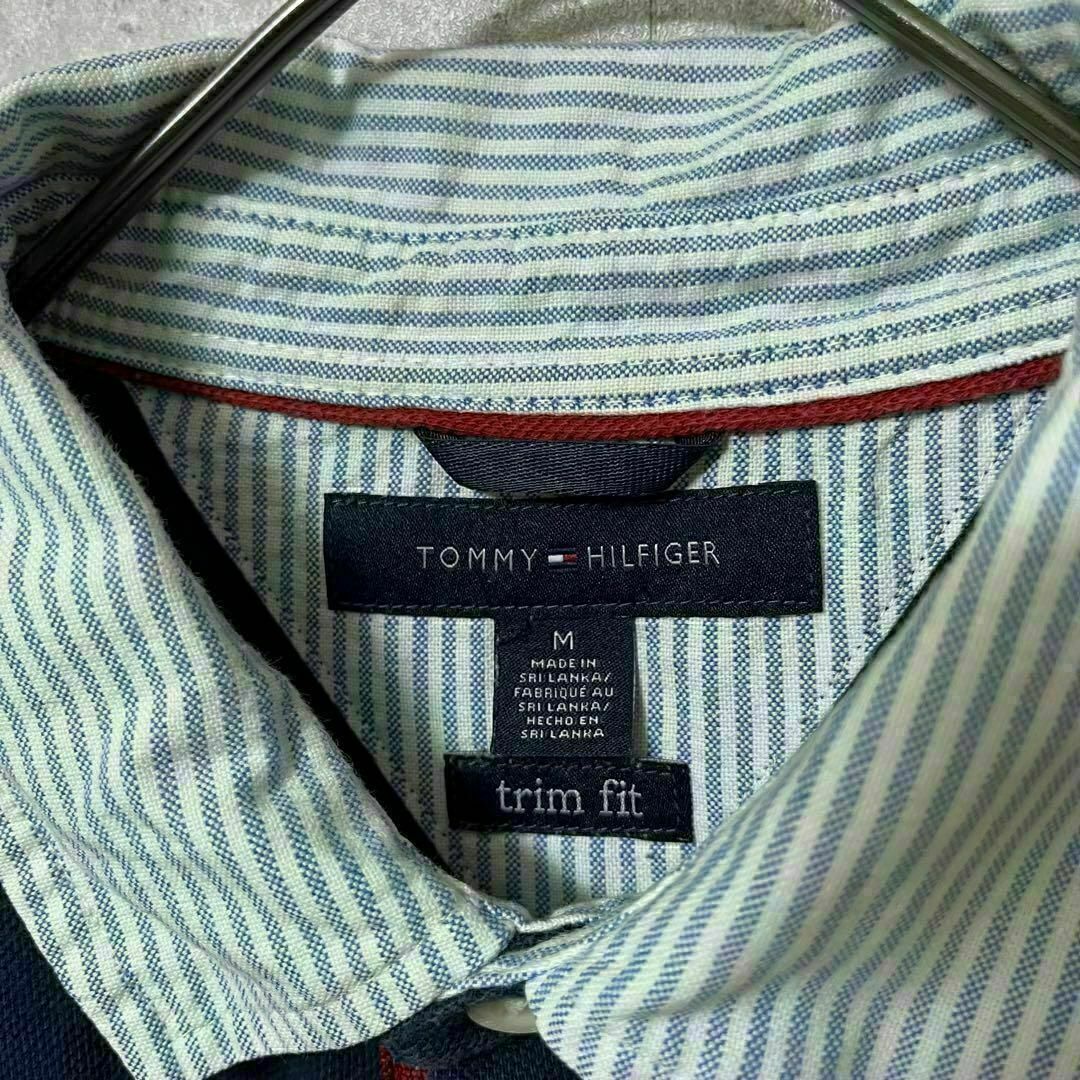 TOMMY HILFIGER
M
MADE IN
SRI LANKA/
FABRIQUÉ AU
SRI LANKA/
HECHO EN
SRI LANKA
trim fit